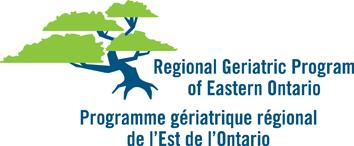 Regional Geriatric Program
of Eastern Ontario
Programme gériatrique régional
de l'Est de l'Ontario